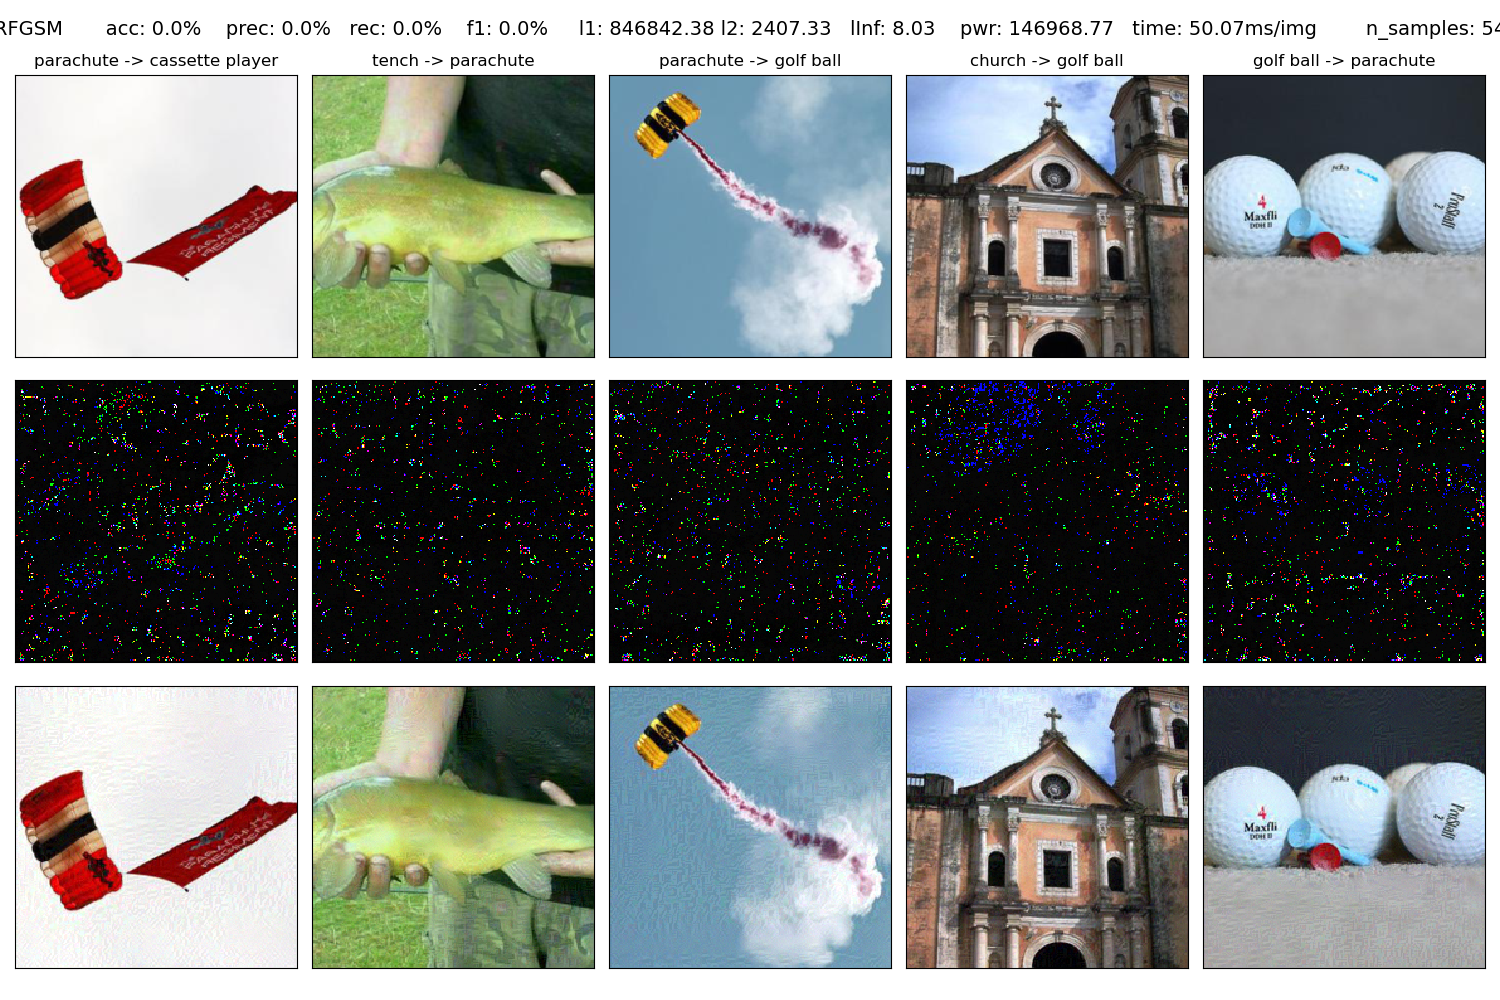 RFGSM acc: 0.0% prec: 0.0% rec: 0.0% f1: 0.0% l1: 846842.38 l2: 2407.33 lInf: 8.03 pwr: 146968.77 time: 50.07ms/img n_samples: 54
parachute -> cassette player
tench -> parachute
parachute -> golf ball
church -> golf ball
golf ball -> parachute
4
Maxfli
4
Maxfli